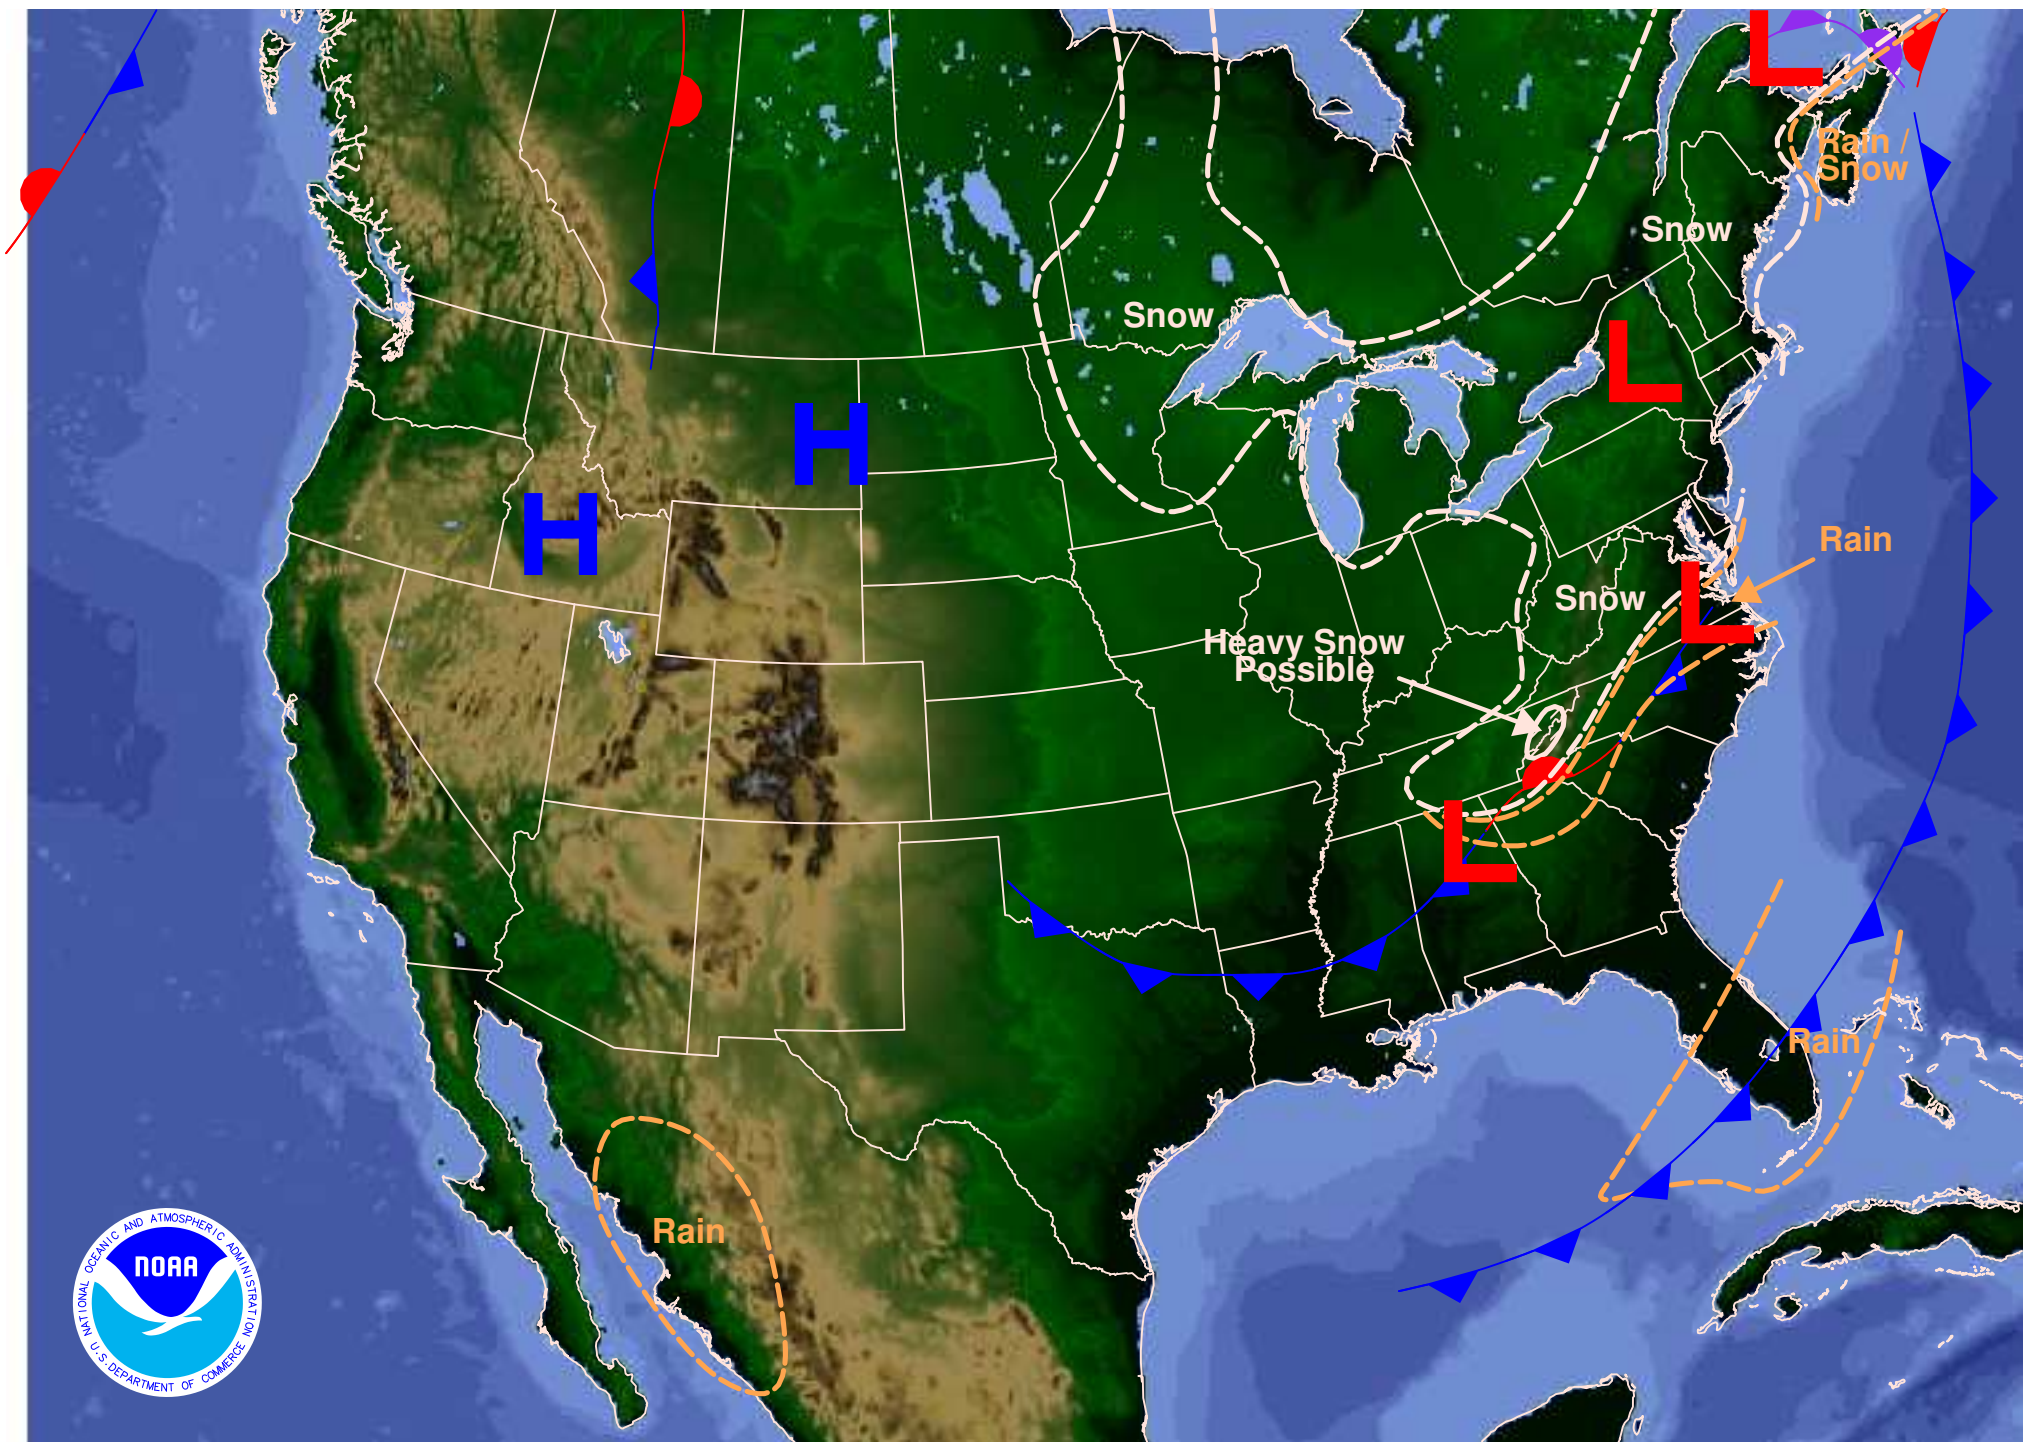 L
Rain /
Snow
Snow
Snow
L
H
H
Rain
L
Snow
Heavy Snow
Possible
L
Rain
Rain
NATIONAL OCEANIC AND ATMOSPHERIC ADMINISTRATION
NOAA
U.S. DEPARTMENT OF COMMERCE